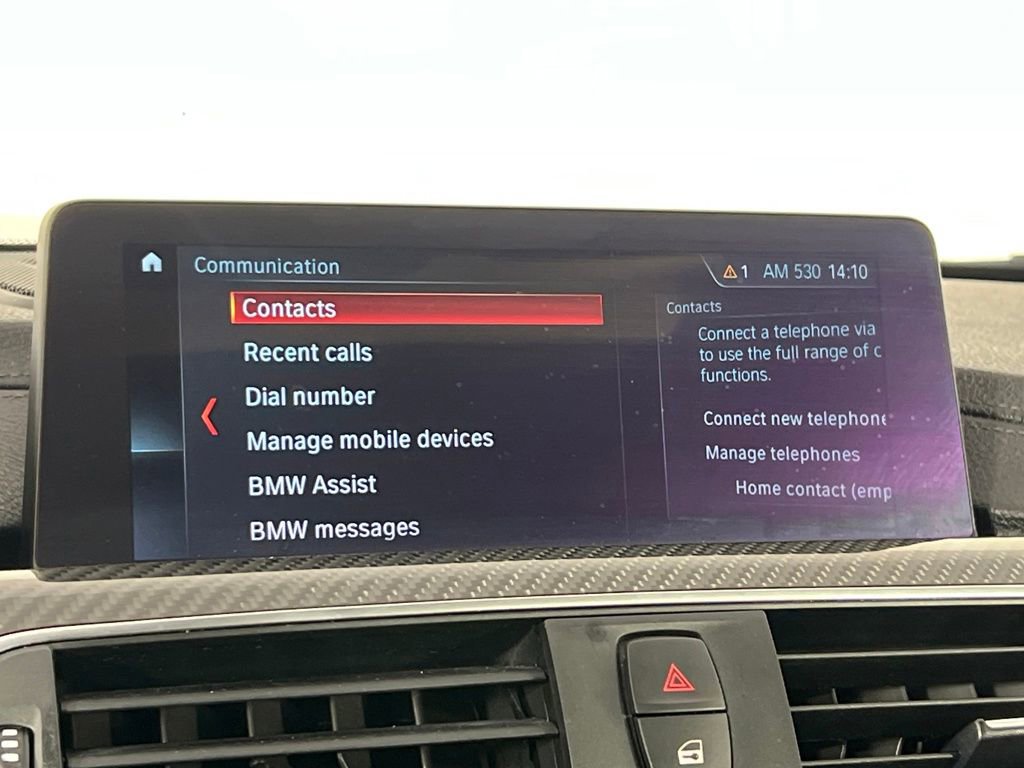 Communication
1 AM 530 14:10
Contacts
Recent calls
Dial number
Manage mobile devices
BMW Assist
BMW messages
Contacts
Connect a telephone via
to use the full range of c
functions.
Connect new telephone
Manage telephones
Home contact (emp